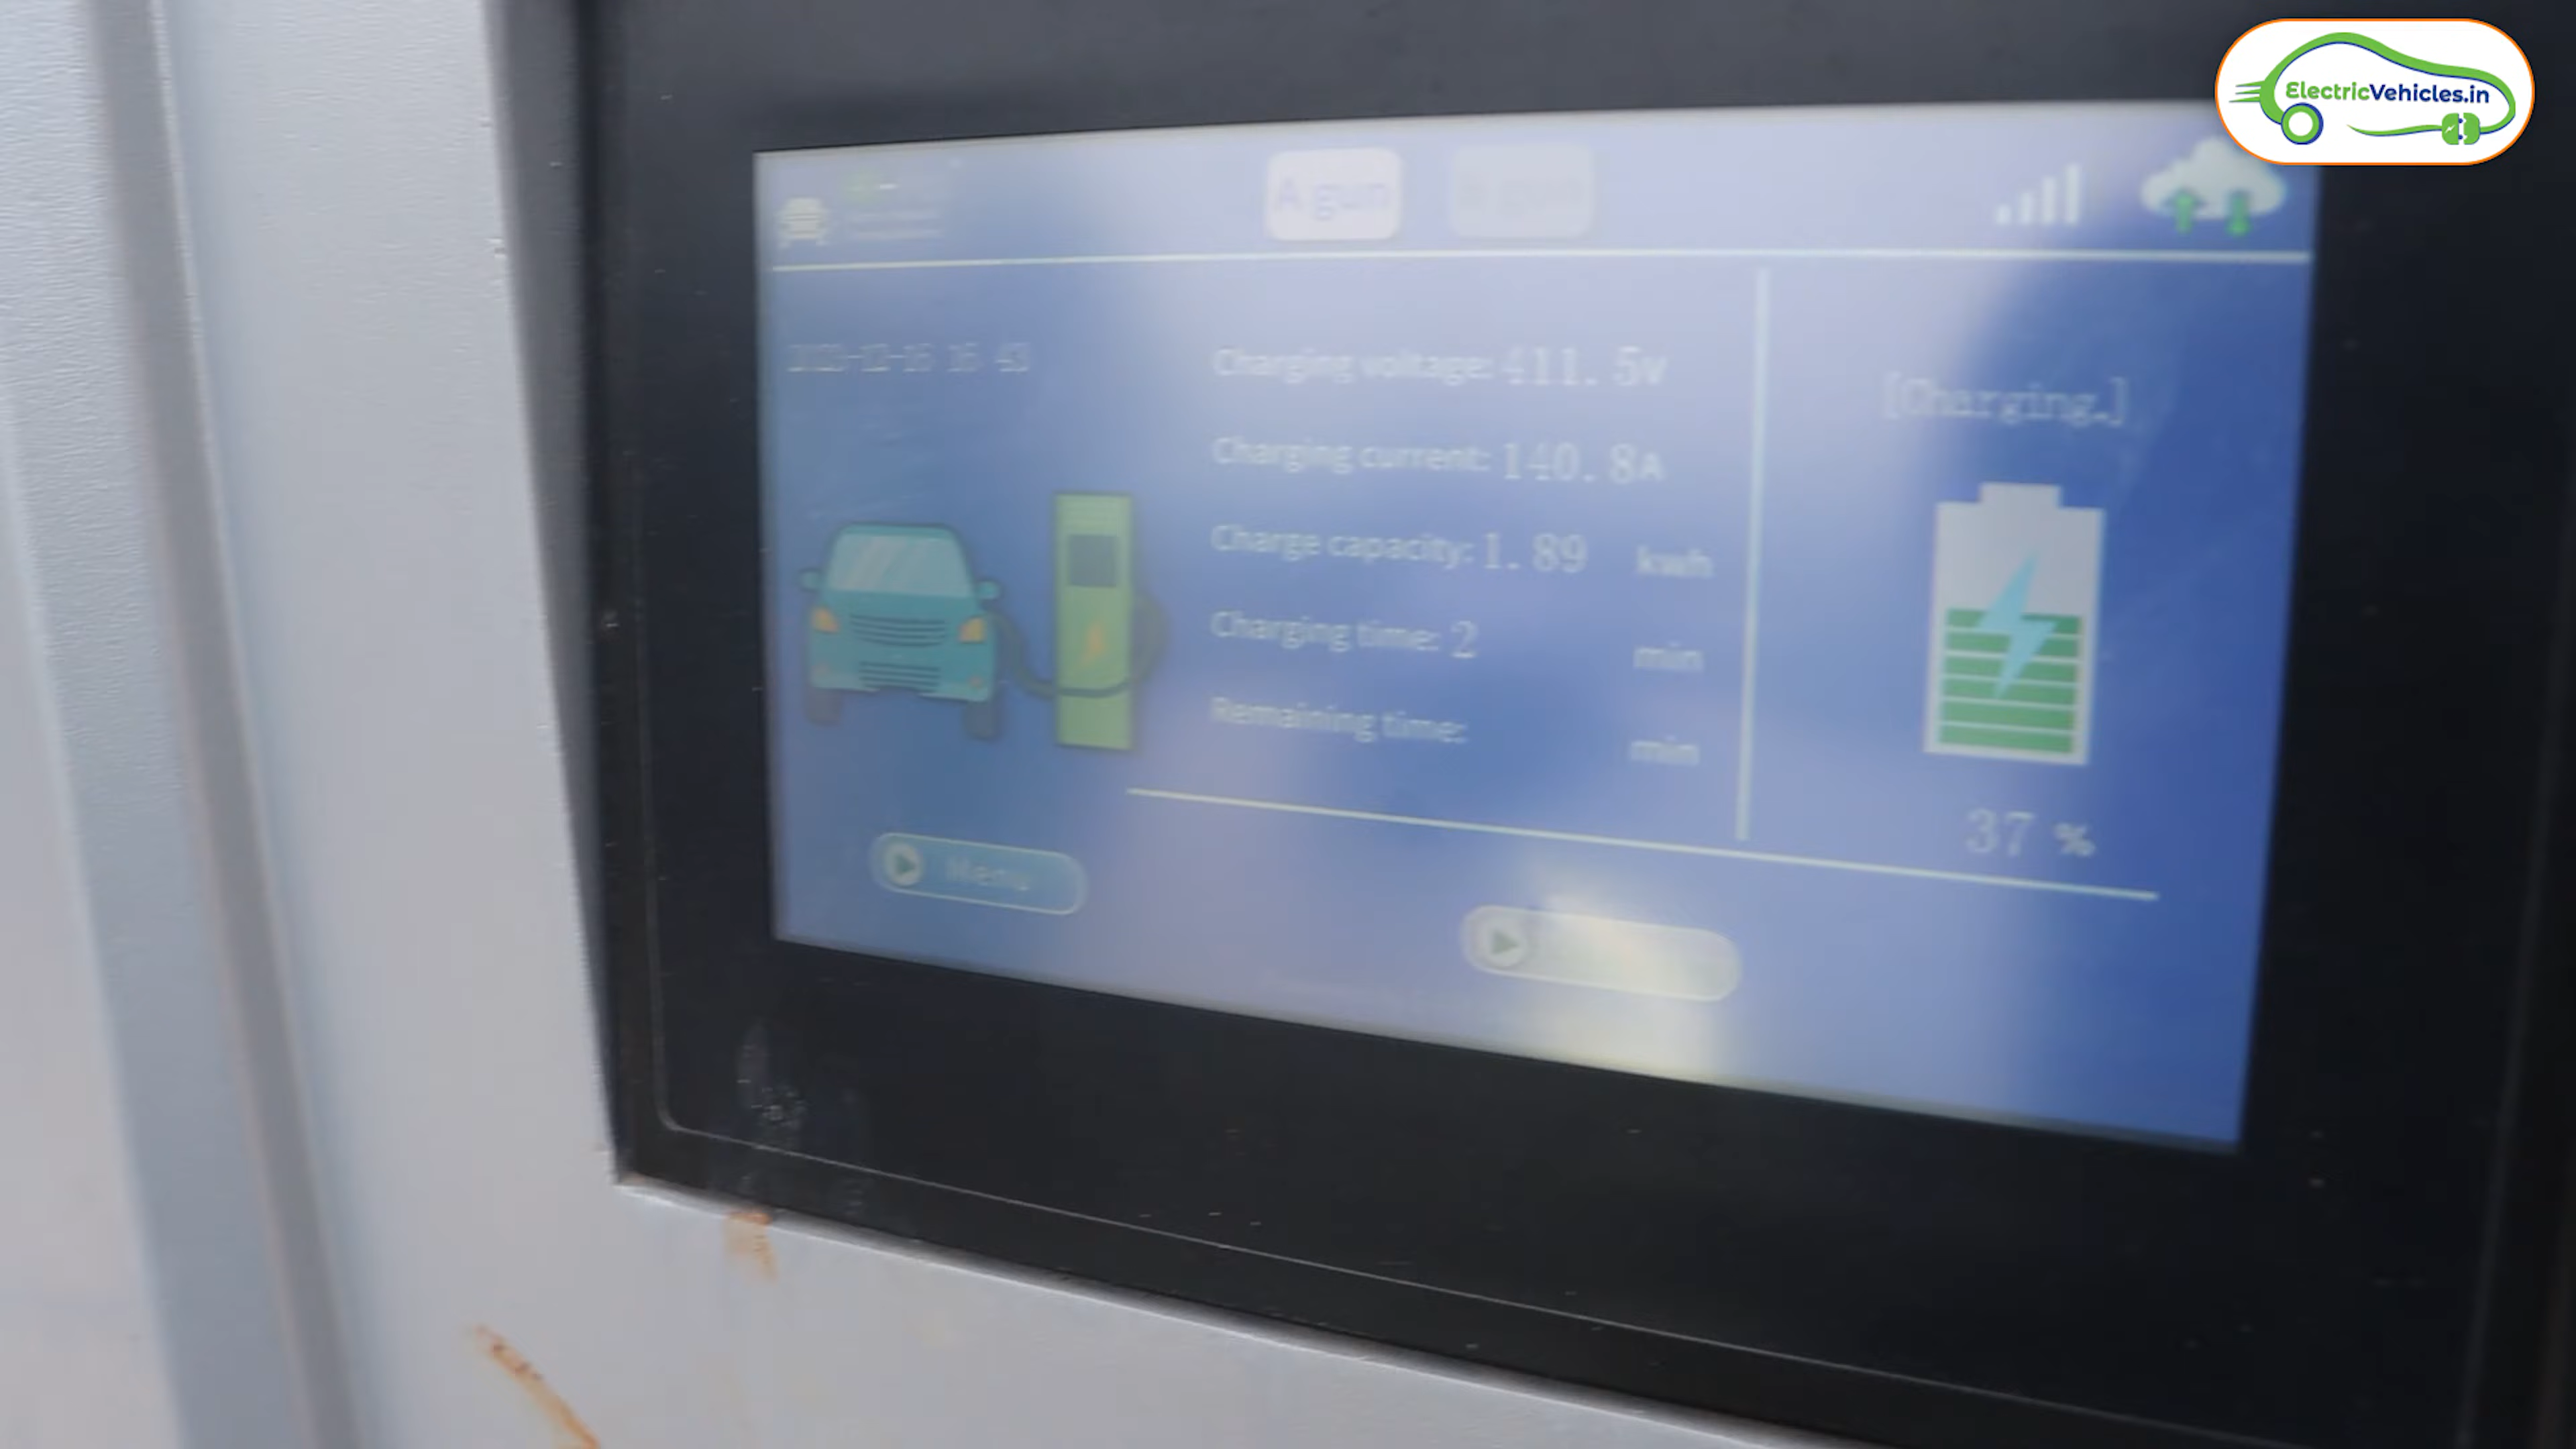 ElectricVehicles.in
A gun
Charging voltage: 411.5v
[Charging.]
Charging current: 140.8A
Charge capacity: 1.89 kwh
Charging time: 2 min
Remaining time: min
37 %
Menu